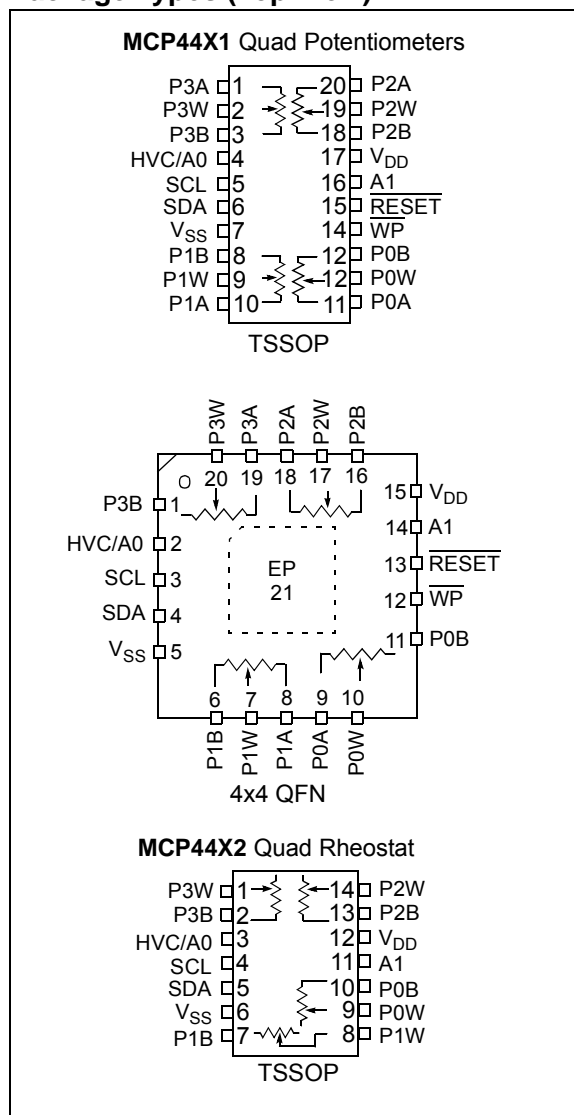 MCP44X1 Quad Potentiometers
P3A 1 20 P2A
P3W 2 19 P2W
P3B 3 18 P2B
HVC/A0 4 17 VDD
SCL 5 16 A1
SDA 6 15 RESET
VSS 7 14 WP
P1B 8 12 P0B
P1W 9 12 P0W
P1A 10 11 P0A
TSSOP
P3W P3A P2A P2W P2B
20 19 18 17 16
P3B 1 15 VDD
HVC/A0 2 14 A1
SCL 3 13 RESET
SDA 4 12 WP
VSS 5 11 P0B
EP
21
6 7 8 9 10
P1B P1W P1A P0A P0W
4x4 QFN
MCP44X2 Quad Rheostat
P3W 1 14 P2W
P3B 2 13 P2B
HVC/A0 3 12 VDD
SCL 4 11 A1
SDA 5 10 P0B
VSS 6 9 P0W
P1B 7 8 P1W
TSSOP